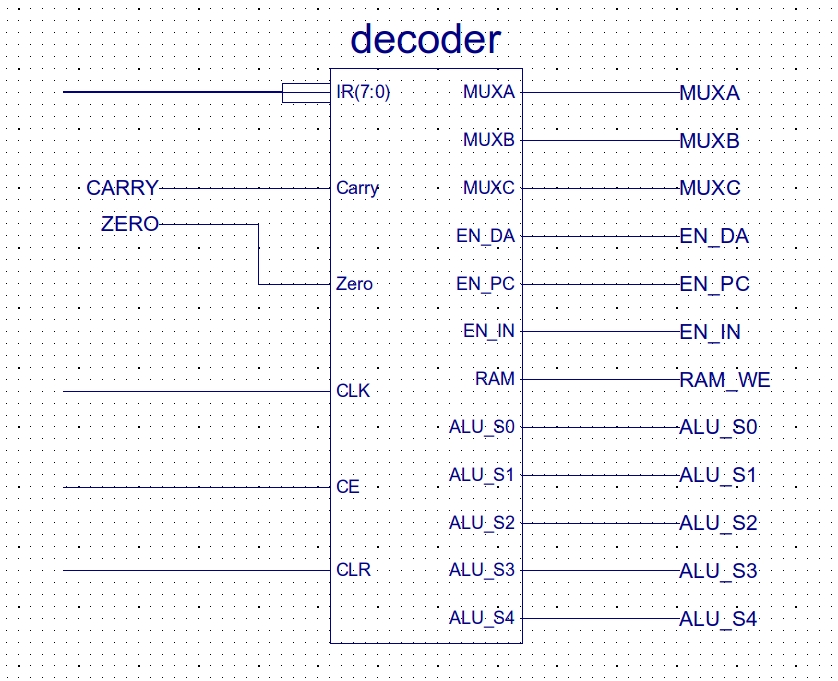 decoder
IR(7:0) MUXA MUXA
MUXB MUXB
CARRY Carry MUXC MUXC
ZERO
EN_DA EN_DA
Zero EN_PC EN_PC
EN_IN EN_IN
RAM RAM_WE
CLK
ALU_S0 ALU_S0
ALU_S1 ALU_S1
CE
ALU_S2 ALU_S2
CLR ALU_S3 ALU_S3
ALU_S4 ALU_S4